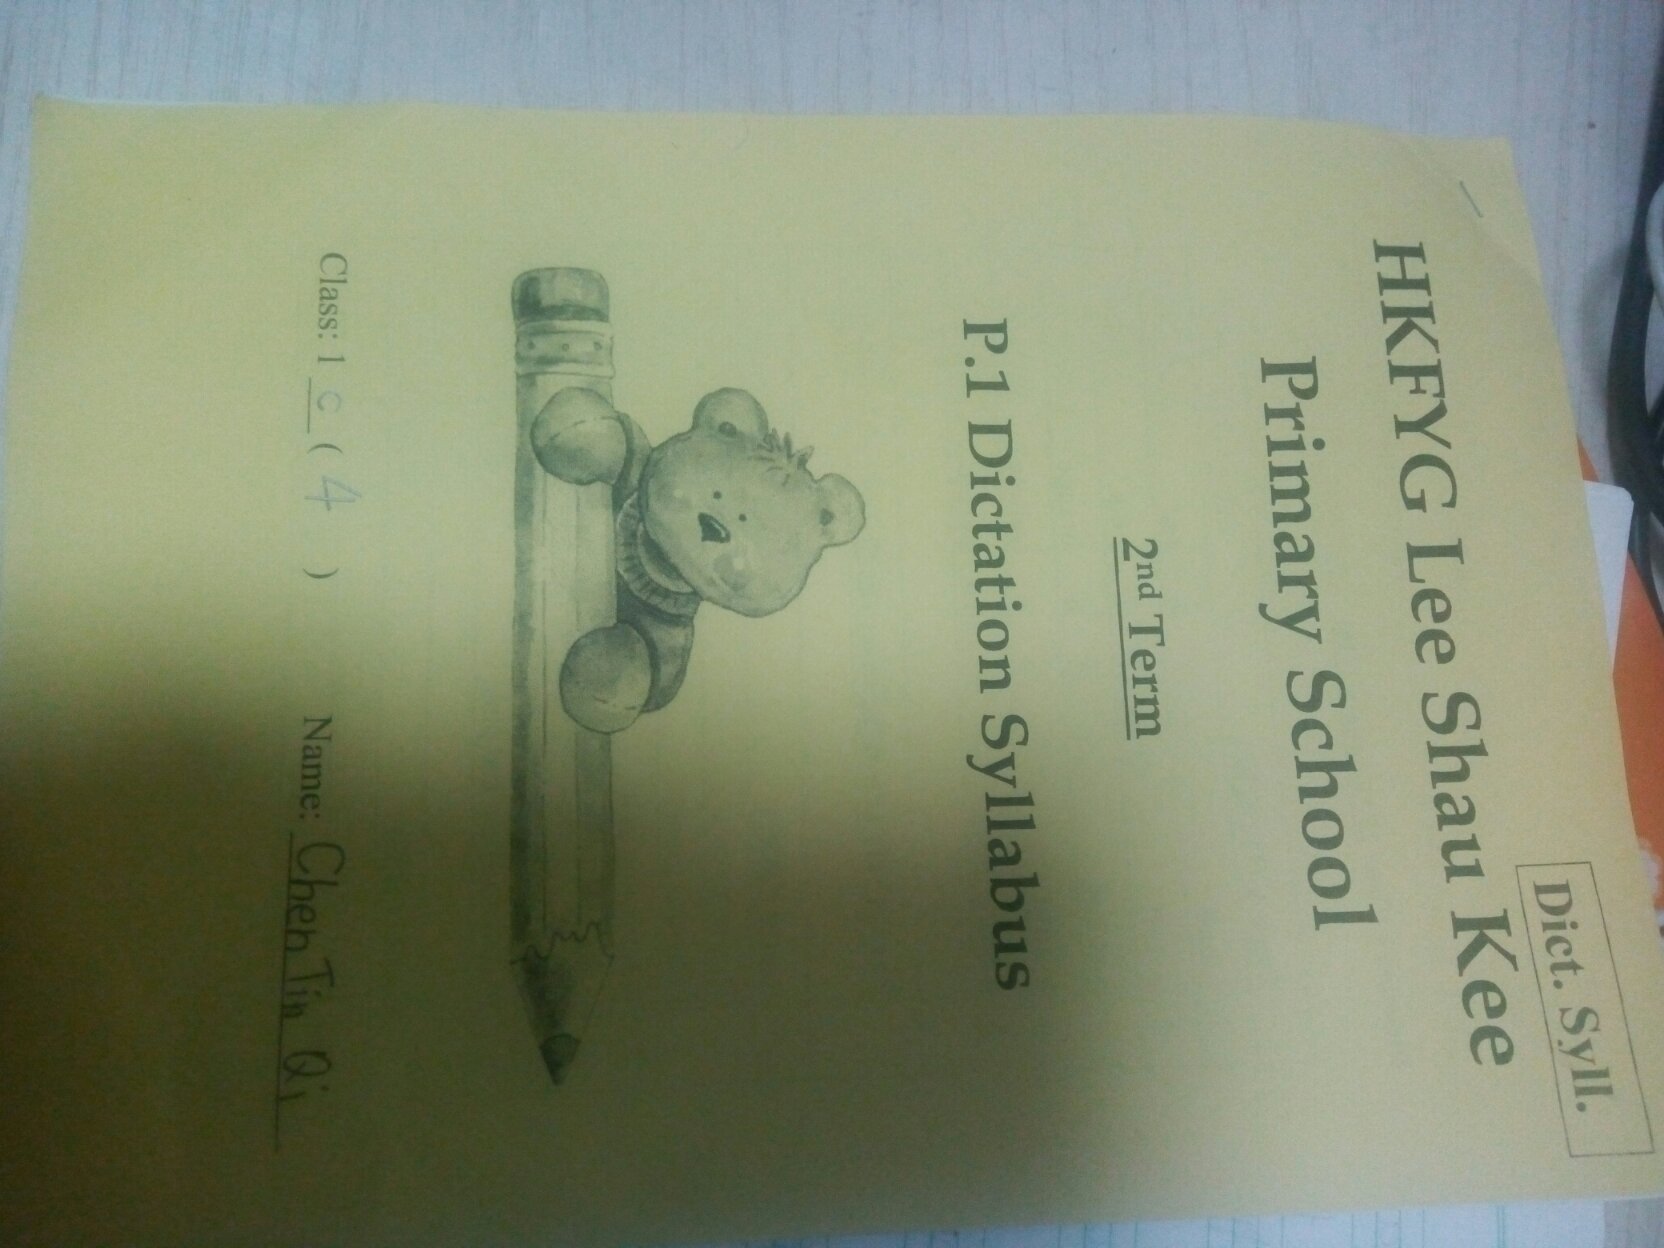 Dict. Syll.
HKFYG Lee Shau Kee
Primary School
2nd Term
P.1 Dictation Syllabus
Class: 1 C ( 4 ) Name: Chen Tin Qi